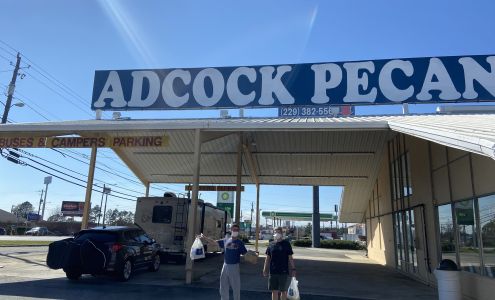 ADCOCK PECAN
(229) 382-556
BUSES & CAMPERS PARKING